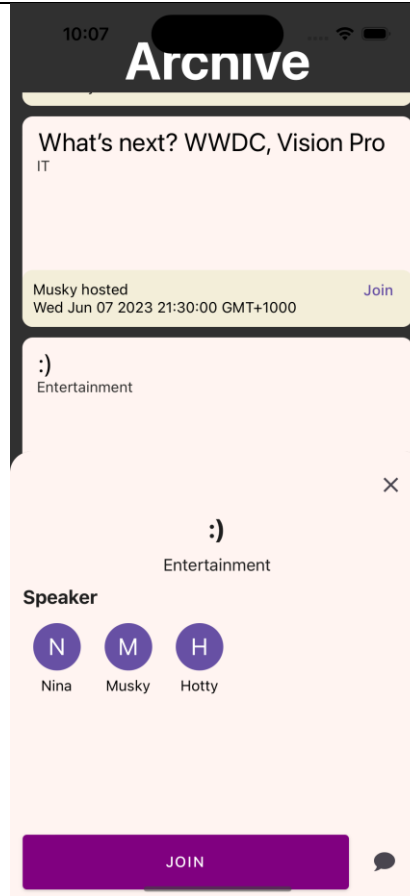 10:07
Archive
What's next? WWDC, Vision Pro
IT
Musky hosted
Join
Wed Jun 07 2023 21:30:00 GMT+1000
:)
Entertainment
:)
Entertainment
Speaker
N M H
Nina Musky Hotty
JOIN